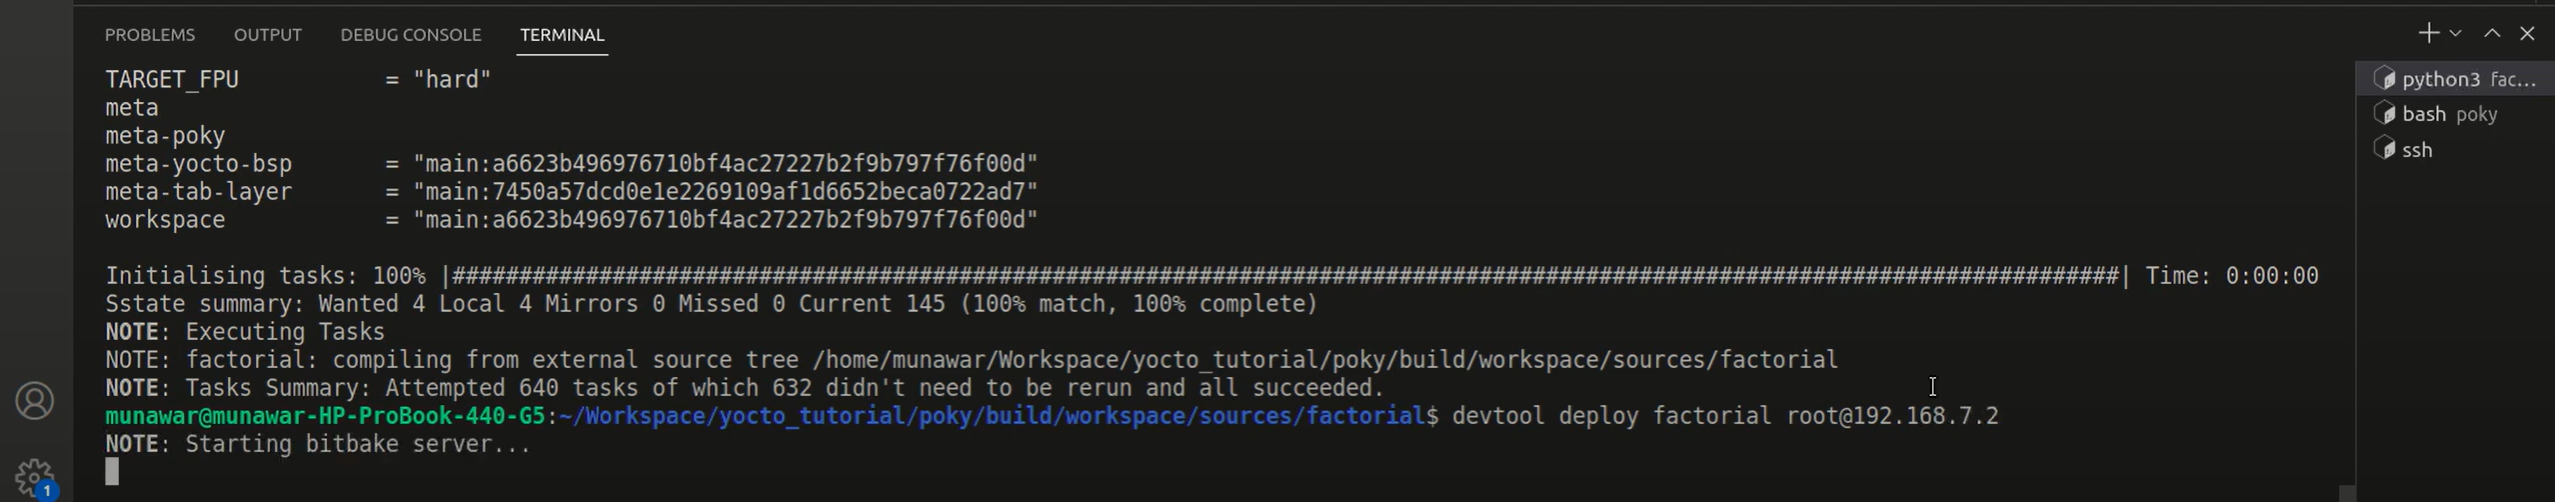 PROBLEMS OUTPUT DEBUG CONSOLE TERMINAL
TARGET_FPU = "hard"
meta
meta-poky
meta-yocto-bsp = "main:a6623b496976710bf4ac27227b2f9b797f76f00d"
meta-tab-layer = "main:7450a57dcd0e1e2269109af1d6652beca0722ad7"
workspace = "main:a6623b496976710bf4ac27227b2f9b797f76f00d"
Initialising tasks: 100% |#############################################################################################################################| Time: 0:00:00
Sstate summary: Wanted 4 Local 4 Mirrors 0 Missed 0 Current 145 (100% match, 100% complete)
NOTE: Executing Tasks
NOTE: factorial: compiling from external source tree /home/munawar/Workspace/yocto_tutorial/poky/build/workspace/sources/factorial
NOTE: Tasks Summary: Attempted 640 tasks of which 632 didn't need to be rerun and all succeeded.
munawar@munawar-HP-ProBook-440-G5:~/Workspace/yocto_tutorial/poky/build/workspace/sources/factorial$ devtool deploy factorial root@192.168.7.2
NOTE: Starting bitbake server...
python3 fac...
bash poky
ssh
1